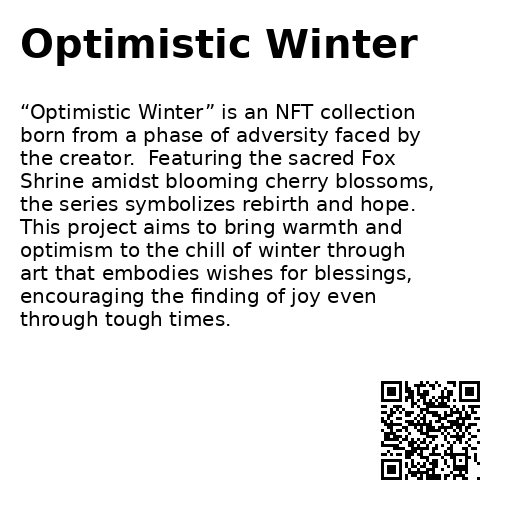 Optimistic Winter
“Optimistic Winter” is an NFT collection
born from a phase of adversity faced by
the creator.  Featuring the sacred Fox
Shrine amidst blooming cherry blossoms,
the series symbolizes rebirth and hope.
This project aims to bring warmth and
optimism to the chill of winter through
art that embodies wishes for blessings,
encouraging the finding of joy even
through tough times.